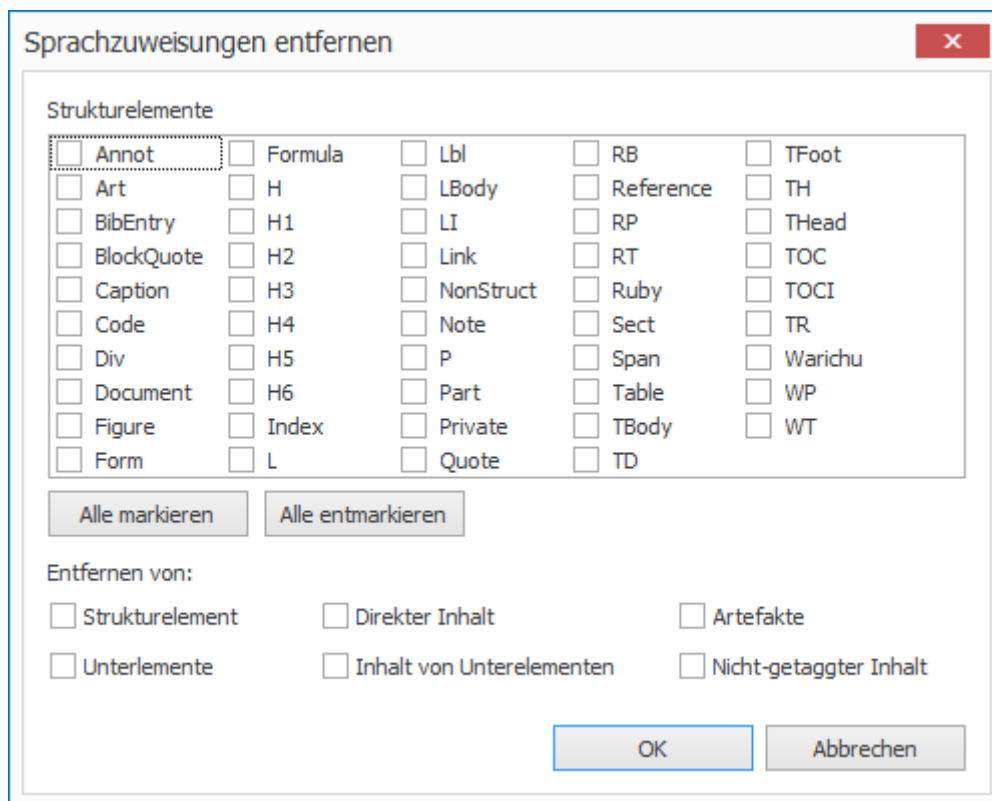 Sprachzuweisungen entfernen
Strukturelemente
Annot Formula Lbl RB TFoot
Art H LBody Reference TH
BibEntry H1 LI RP THead
BlockQuote H2 Link RT TOC
Caption H3 NonStruct Ruby TOCI
Code H4 Note Sect TR
Div H5 P Span Warichu
Document H6 Part Table WP
Figure Index Private TBody WT
Form L Quote TD
Alle markieren Alle entmarkieren
Entfernen von:
Strukturelement Direkter Inhalt Artefakte
Unterlemente Inhalt von Unterelementen Nicht-getaggter Inhalt
OK Abbrechen